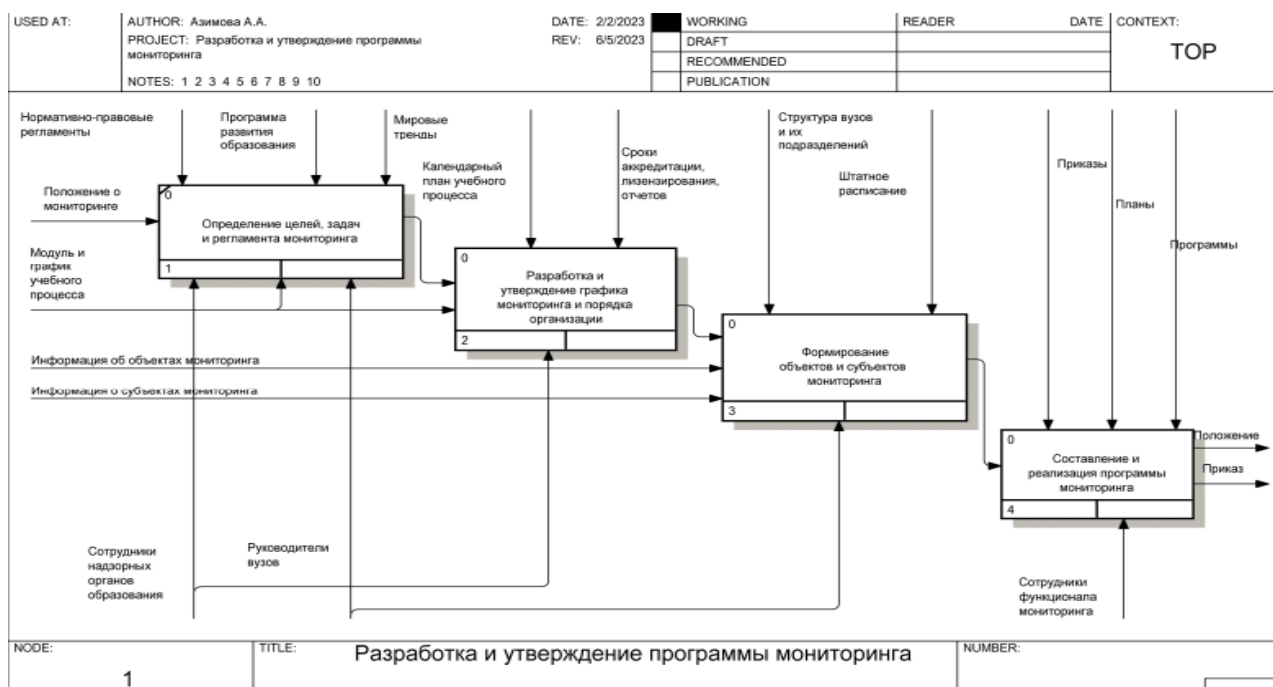 USED AT:
AUTHOR: Азимова А.А.
DATE: 2/2/2023
WORKING
READER
DATE
CONTEXT:
PROJECT: Разработка и утверждение программы
мониторинга
REV: 6/5/2023
DRAFT
TOP
RECOMMENDED
NOTES: 1 2 3 4 5 6 7 8 9 10
PUBLICATION
Нормативно-правовые
регламенты
Программа
развития
образования
Мировые
тренды
Календарный
план учебного
процесса
Сроки
аккредитации,
лизензирования,
отчетов
Структура вузов
и их
подразделений
Штатное
расписание
Приказы
Планы
Программы
Положение о
мониторинге
Модуль и
график
учебного
процесса
0
Определение целей, задач
и регламента мониторинга
1
0
Разработка и
утверждение графика
мониторинга и порядка
организации
2
Информация об объектах мониторинга
Информация о субъектах мониторинга
0
Формирование
объектов и субъектов
мониторинга
3
0
Составление и
реализация программы
мониторинга
4
Положение
Приказ
Сотрудники
надзорных
органов
образования
Руководители
вузов
Сотрудники
функционала
мониторинга
NODE:
1
TITLE:
Разработка и утверждение программы мониторинга
NUMBER: